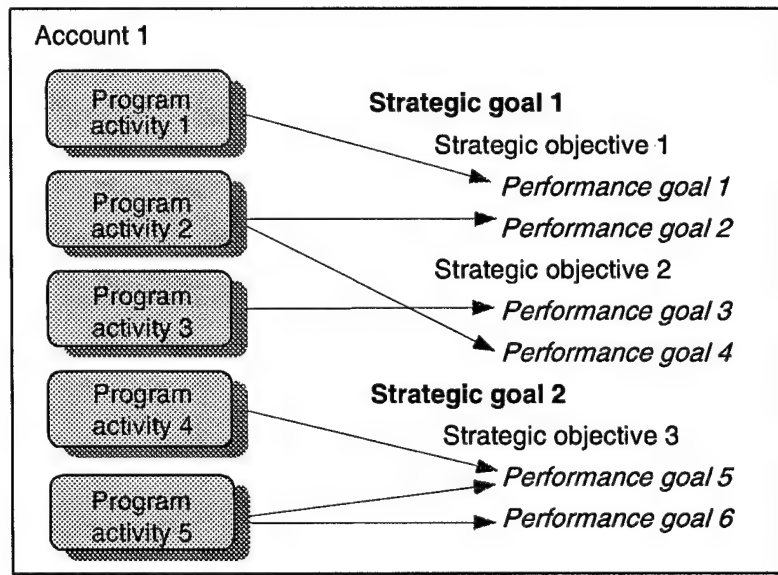 Account 1
Program
activity 1
Strategic goal 1
Strategic objective 1
Performance goal 1
Program
activity 2
Performance goal 2
Strategic objective 2
Program
activity 3
Performance goal 3
Performance goal 4
Program
activity 4
Strategic goal 2
Strategic objective 3
Performance goal 5
Program
activity 5
Performance goal 6